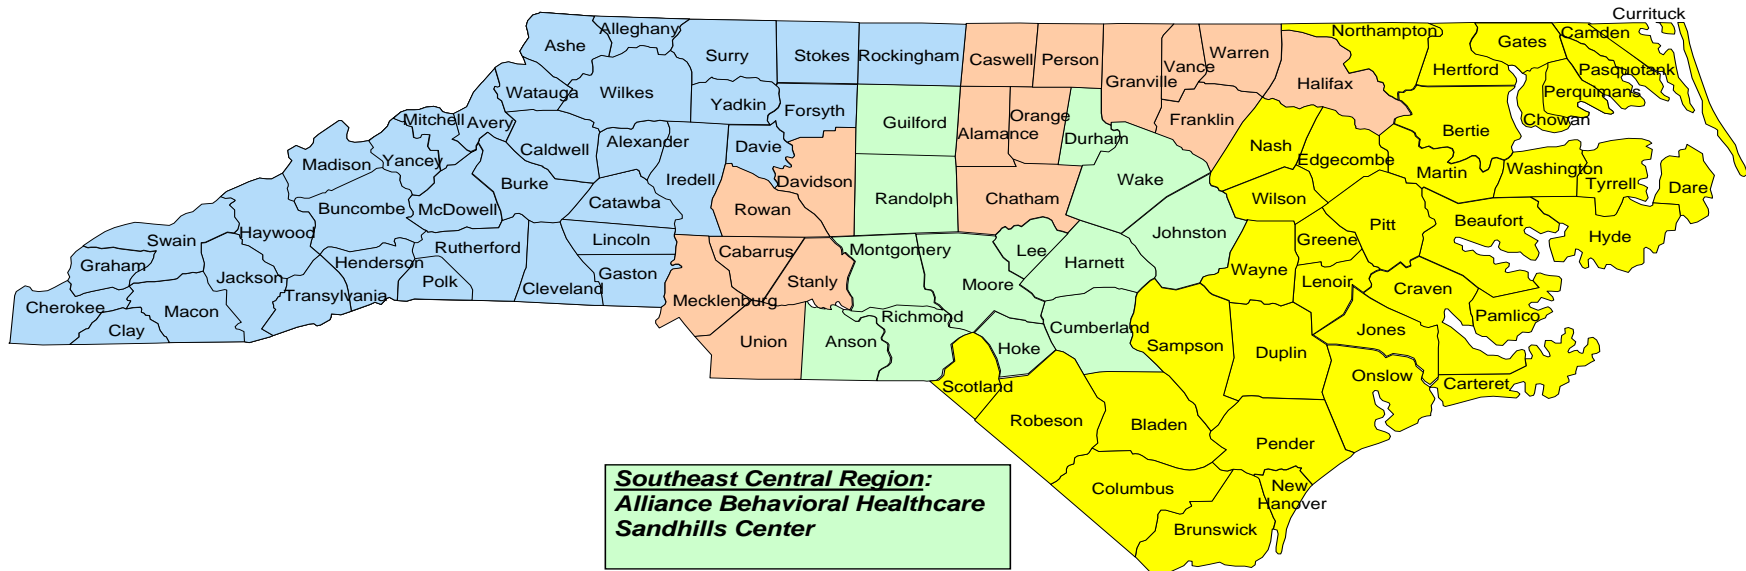 Currituck
Alleghany
Northampton
Camden
Ashe
Gates
Surry
Stokes
Rockingham
Caswell
Person
Warren
Vance
Hertford
Pasquotank
Granville
Halifax
Watauga
Wilkes
Perquimans
Yadkin
Forsyth
Orange
Franklin
Chowan
Mitchell
Avery
Guilford
Alamance
Durham
Bertie
Alexander
Caldwell
Davie
Nash
Edgecombe
Madison
Yancey
Washington
Martin
Iredell
Davidson
Wake
Burke
Tyrrell
Dare
Randolph
Chatham
Wilson
Catawba
Buncombe
McDowell
Rowan
Beaufort
Pitt
Haywood
Johnston
Swain
Lincoln
Greene
Hyde
Rutherford
Cabarrus
Montgomery
Lee
Graham
Henderson
Harnett
Wayne
Jackson
Polk
Gaston
Stanly
Moore
Lenoir
Craven
Transylvania
Cleveland
Mecklenburg
Cherokee
Macon
Richmond
Pamlico
Clay
Cumberland
Jones
Union
Anson
Hoke
Sampson
Duplin
Onslow
Scotland
Carteret
Robeson
Bladen
Pender
Southeast Central Region:
Alliance Behavioral Healthcare
Sandhills Center
Columbus
New
Hanover
Brunswick